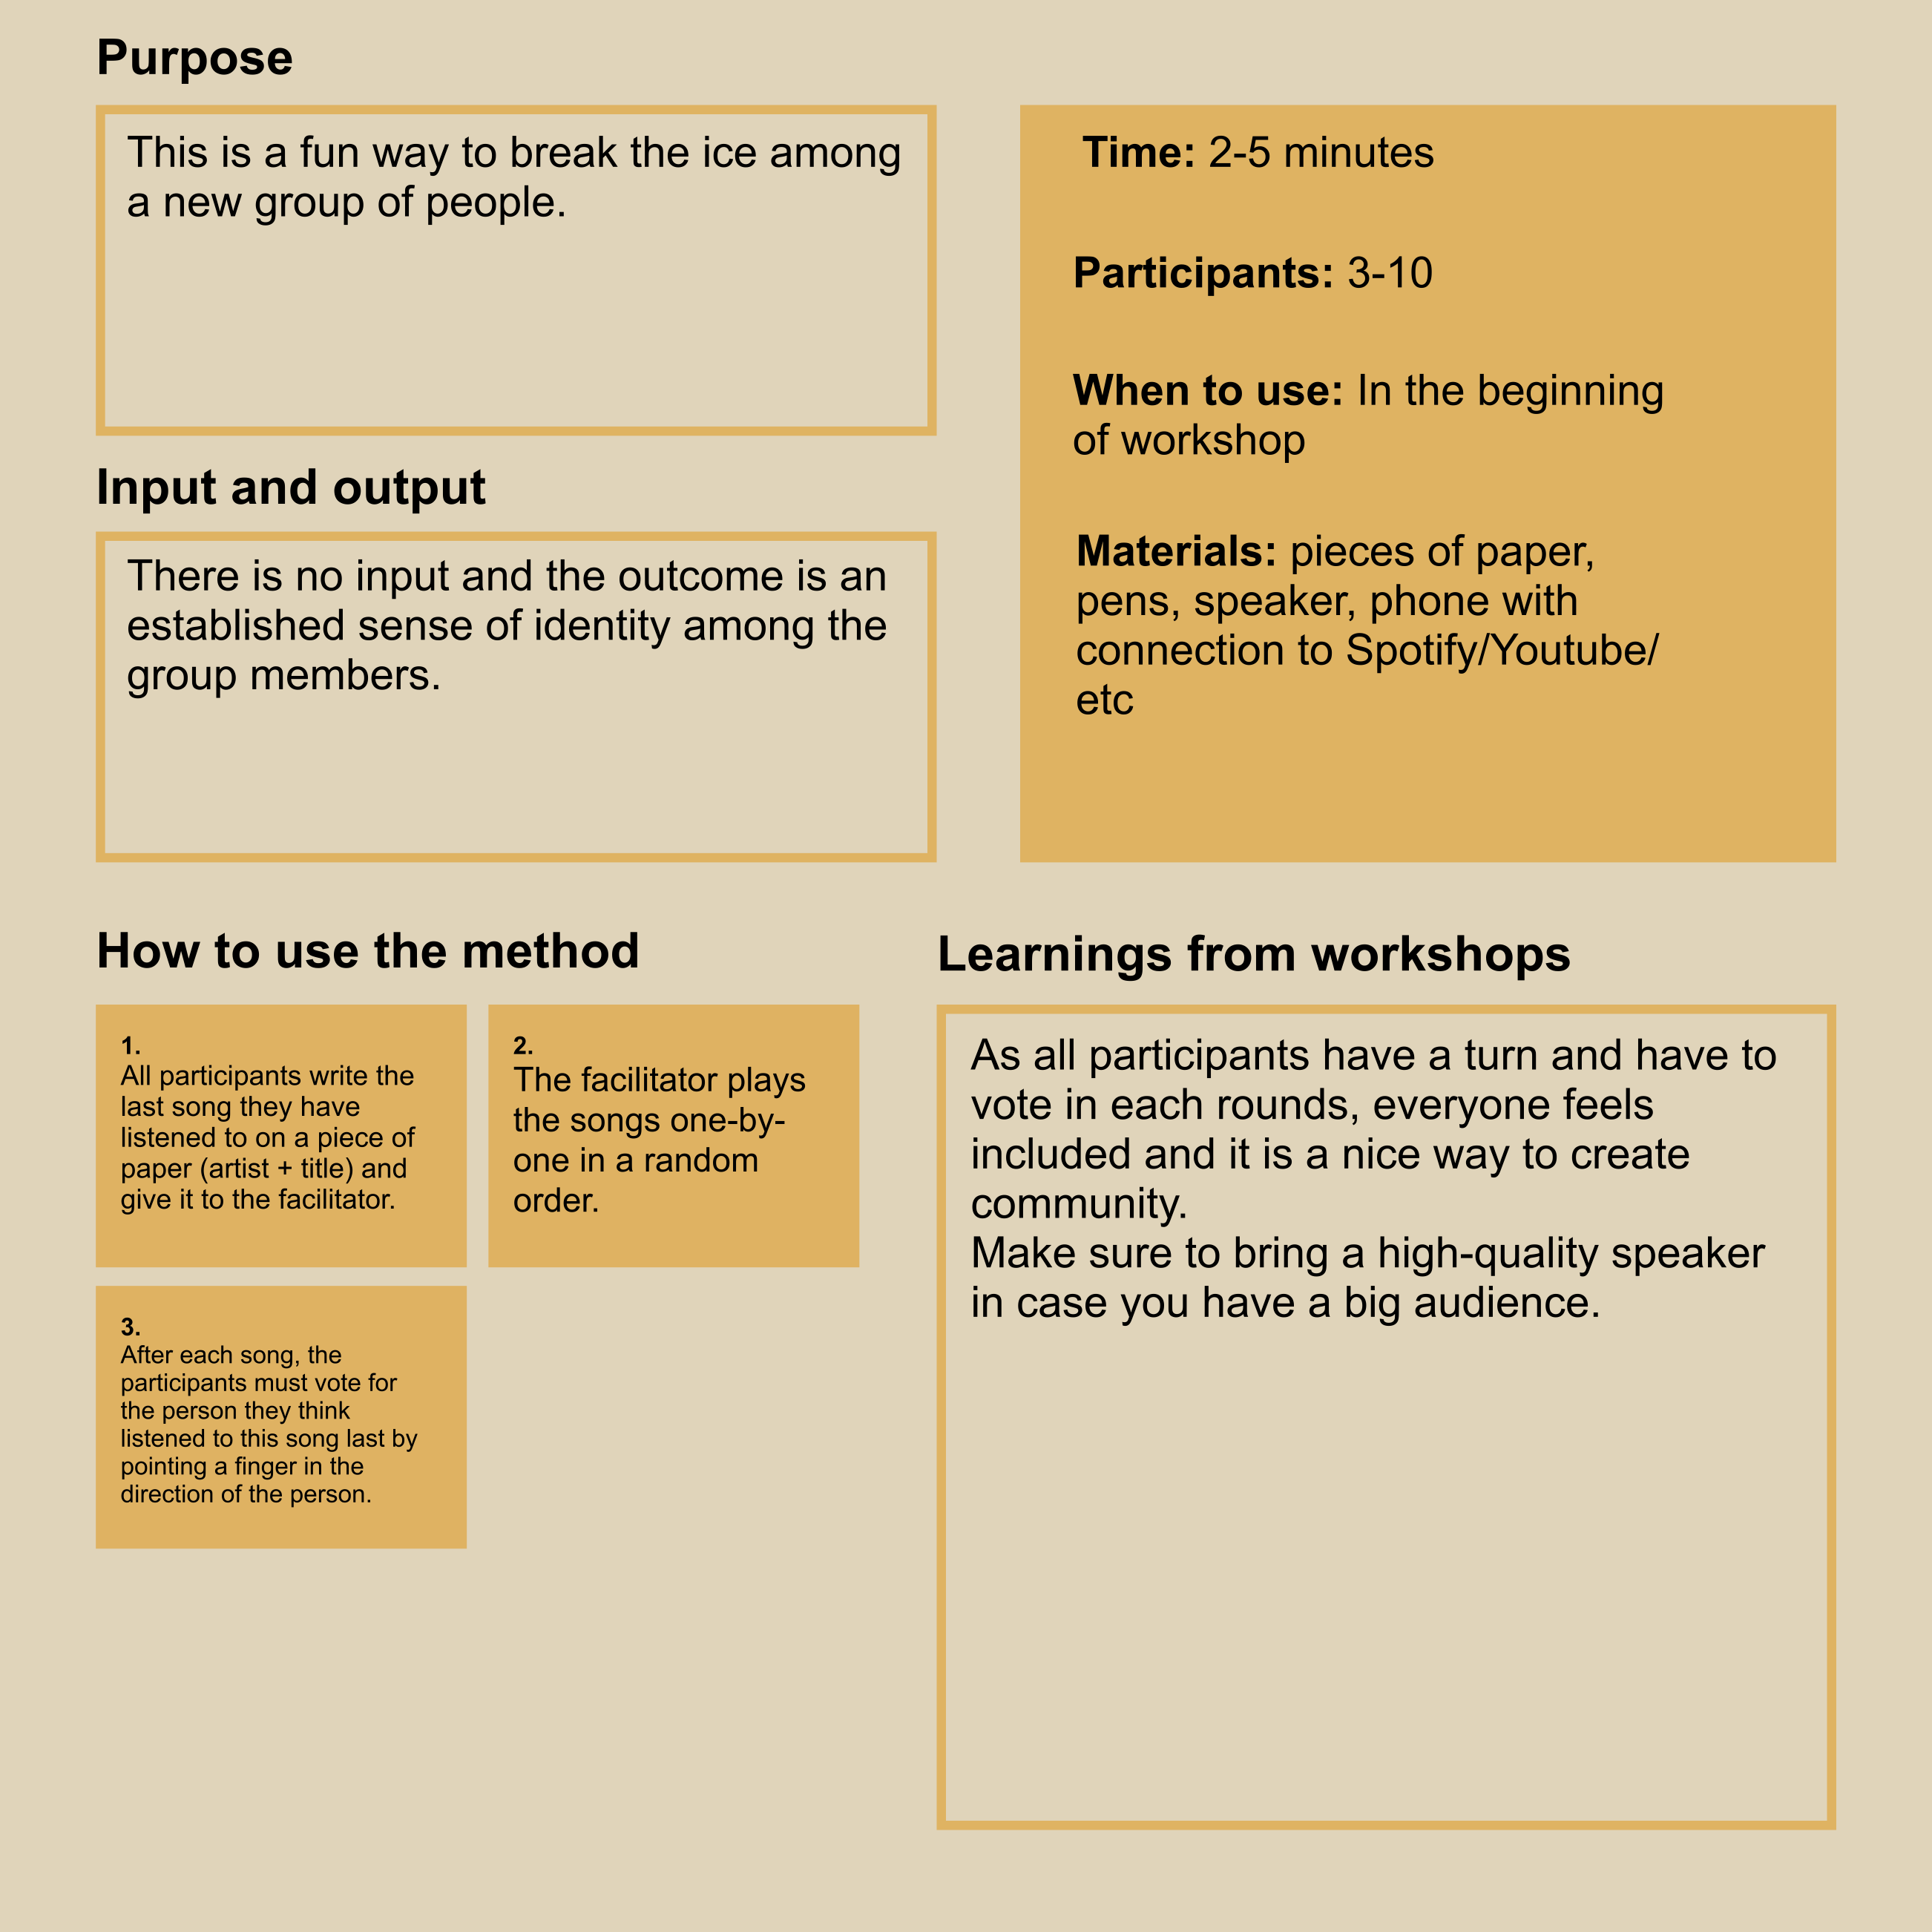 Purpose
This is a fun way to break the ice among
a new group of people.
Input and output
There is no input and the outcome is an
established sense of identity among the
group members.
Time: 2-5 minutes
Participants: 3-10
When to use: In the beginning
of workshop
Materials: pieces of paper,
pens, speaker, phone with
connection to Spotify/Youtube/
etc
How to use the method
1.
All participants write the
last song they have
listened to on a piece of
paper (artist + title) and
give it to the facilitator.
2.
The facilitator plays
the songs one-by-
one in a random
order.
3.
After each song, the
participants must vote for
the person they think
listened to this song last by
pointing a finger in the
direction of the person.
Learnings from workshops
As all participants have a turn and have to
vote in each rounds, everyone feels
included and it is a nice way to create
community.
Make sure to bring a high-quality speaker
in case you have a big audience.